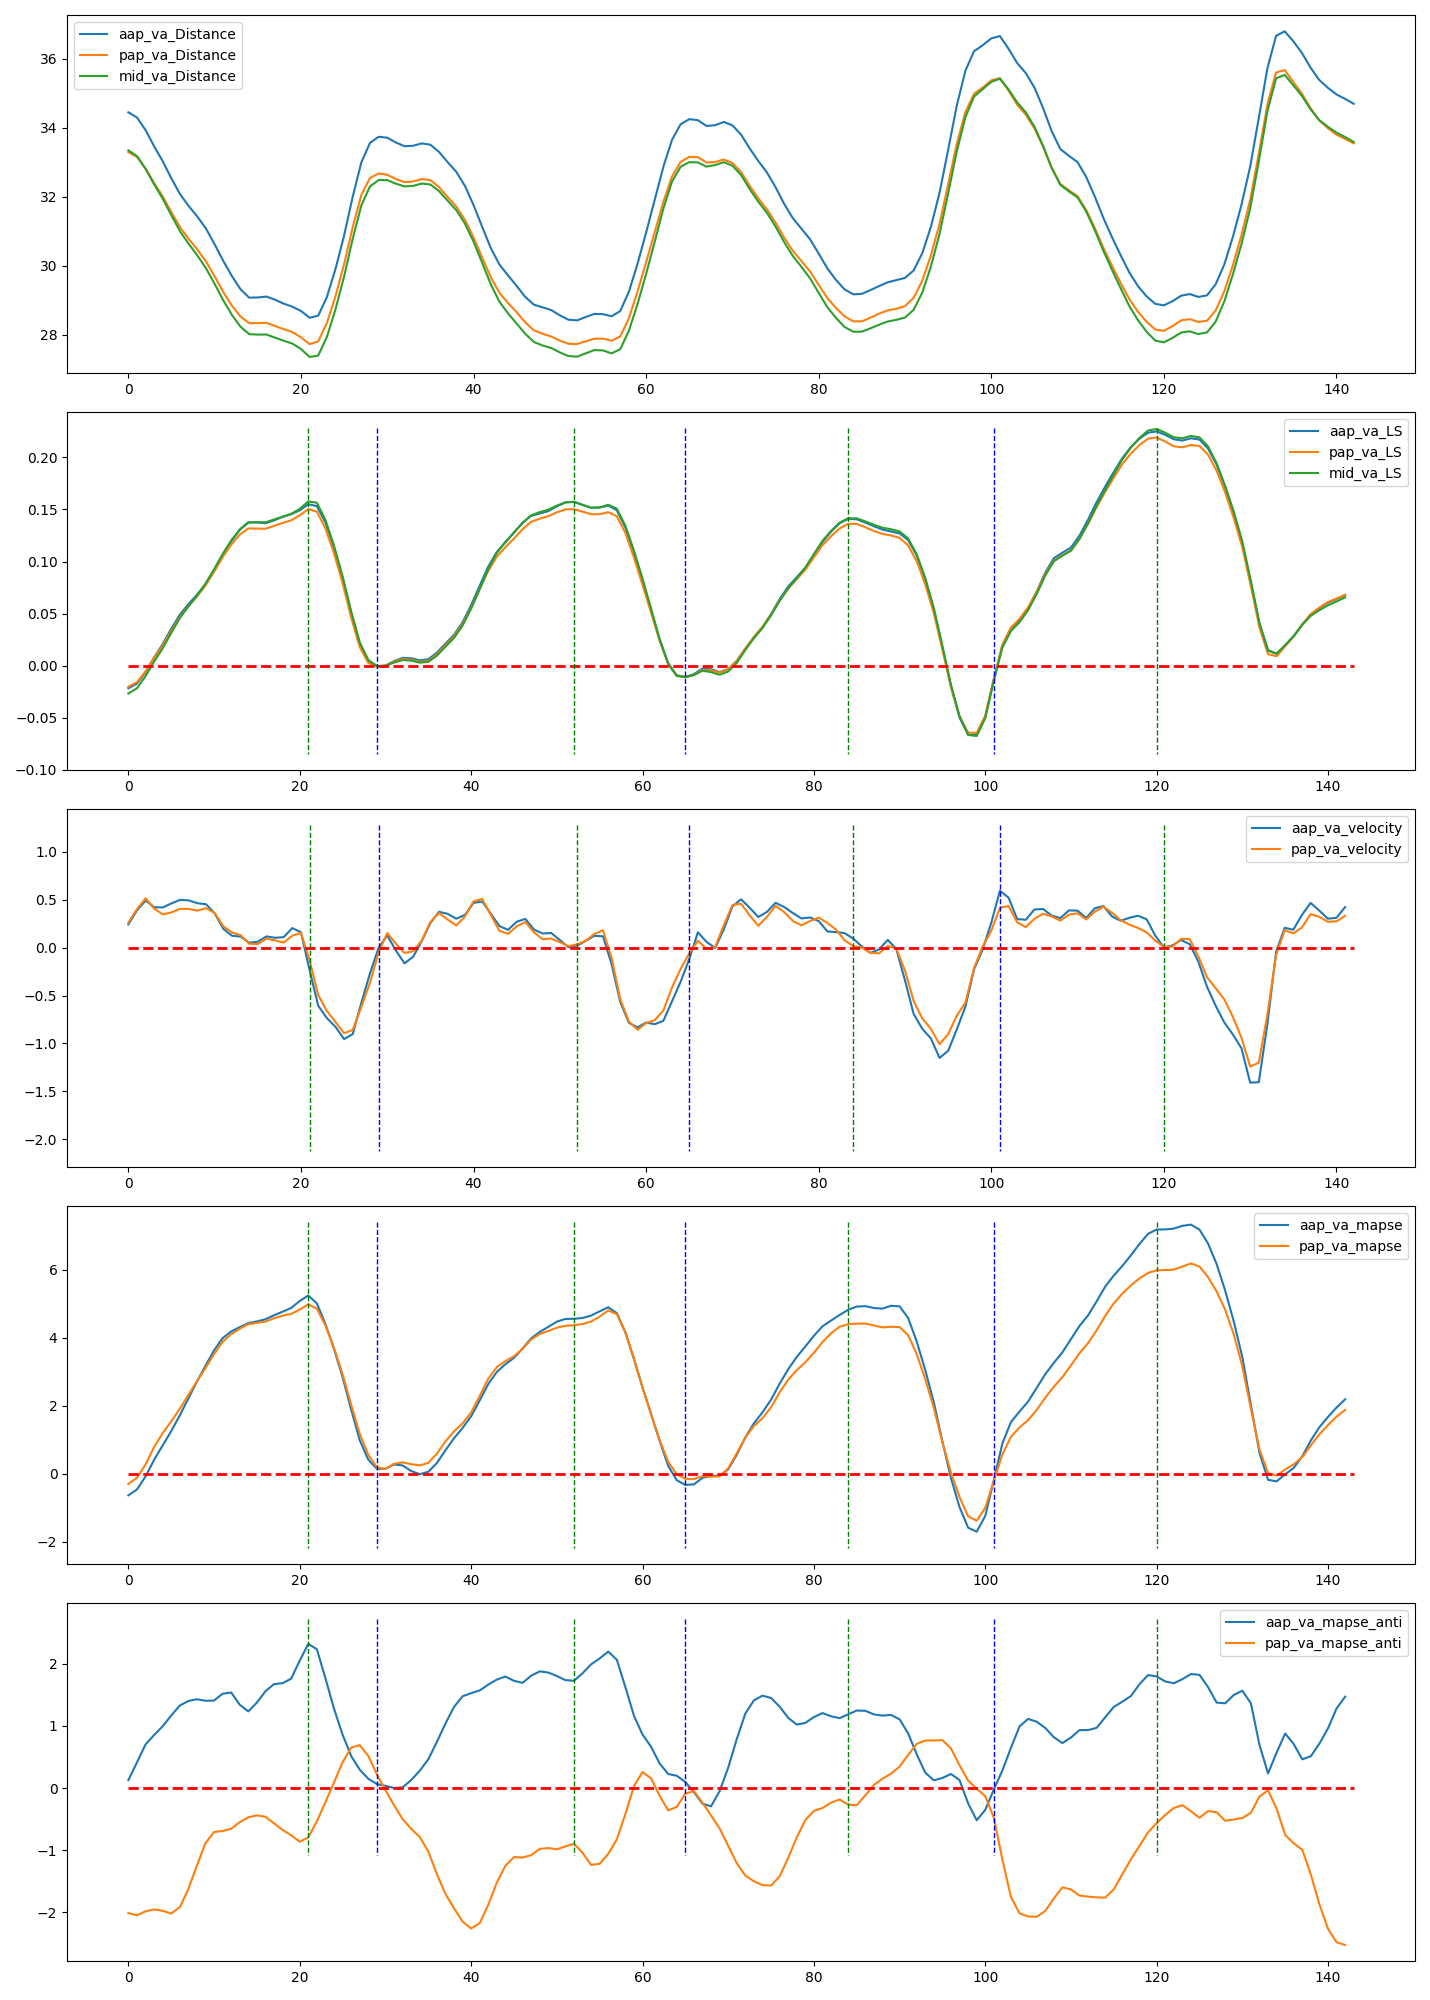 aap_va_Distance
pap_va_Distance
mid_va_Distance
36
34
32
30
28
0 20 40 60 80 100 120 140
aap_va_LS
pap_va_LS
mid_va_LS
0.20
0.15
0.10
0.05
0.00
−0.05
−0.10
0 20 40 60 80 100 120 140
aap_va_velocity
pap_va_velocity
1.0
0.5
0.0
−0.5
−1.0
−1.5
−2.0
0 20 40 60 80 100 120 140
aap_va_mapse
pap_va_mapse
6
4
2
0
−2
0 20 40 60 80 100 120 140
aap_va_mapse_anti
pap_va_mapse_anti
2
1
0
−1
−2
0 20 40 60 80 100 120 140